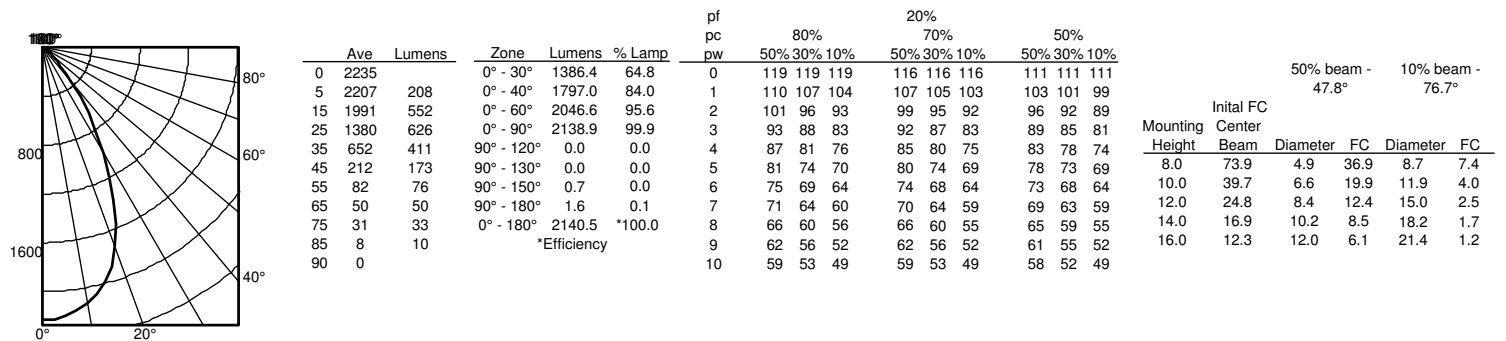 180°
80°
60°
40°
20°
0°
800
1600
Ave Lumens
0 2235
5 2207 208
15 1991 552
25 1380 626
35 652 411
45 212 173
55 82 76
65 50 50
75 31 33
85 8 10
90 0
Zone Lumens % Lamp
0° - 30° 1386.4 64.8
0° - 40° 1797.0 84.0
0° - 60° 2046.6 95.6
0° - 90° 2138.9 99.9
90° - 120° 0.0 0.0
90° - 130° 0.0 0.0
90° - 150° 0.7 0.0
90° - 180° 1.6 0.1
0° - 180° 2140.5 *100.0
*Efficiency
pf 20%
pc 80% 70% 50%
pw 50% 30% 10% 50% 30% 10% 50% 30% 10%
0 119 119 119 116 116 116 111 111 111
1 110 107 104 107 105 103 103 101 99
2 101 96 93 99 95 92 96 92 89
3 93 88 83 92 87 83 89 85 81
4 87 81 76 85 80 75 83 78 74
5 81 74 70 80 74 69 78 73 69
6 75 69 64 74 68 64 73 68 64
7 71 64 60 70 64 59 69 63 59
8 66 60 56 66 60 55 65 59 55
9 62 56 52 62 56 52 61 55 52
10 59 53 49 59 53 49 58 52 49
50% beam - 10% beam -
47.8° 76.7°
Inital FC
Mounting Center
Height Beam Diameter FC Diameter FC
8.0 73.9 4.9 36.9 8.7 7.4
10.0 39.7 6.6 19.9 11.9 4.0
12.0 24.8 8.4 12.4 15.0 2.5
14.0 16.9 10.2 8.5 18.2 1.7
16.0 12.3 12.0 6.1 21.4 1.2